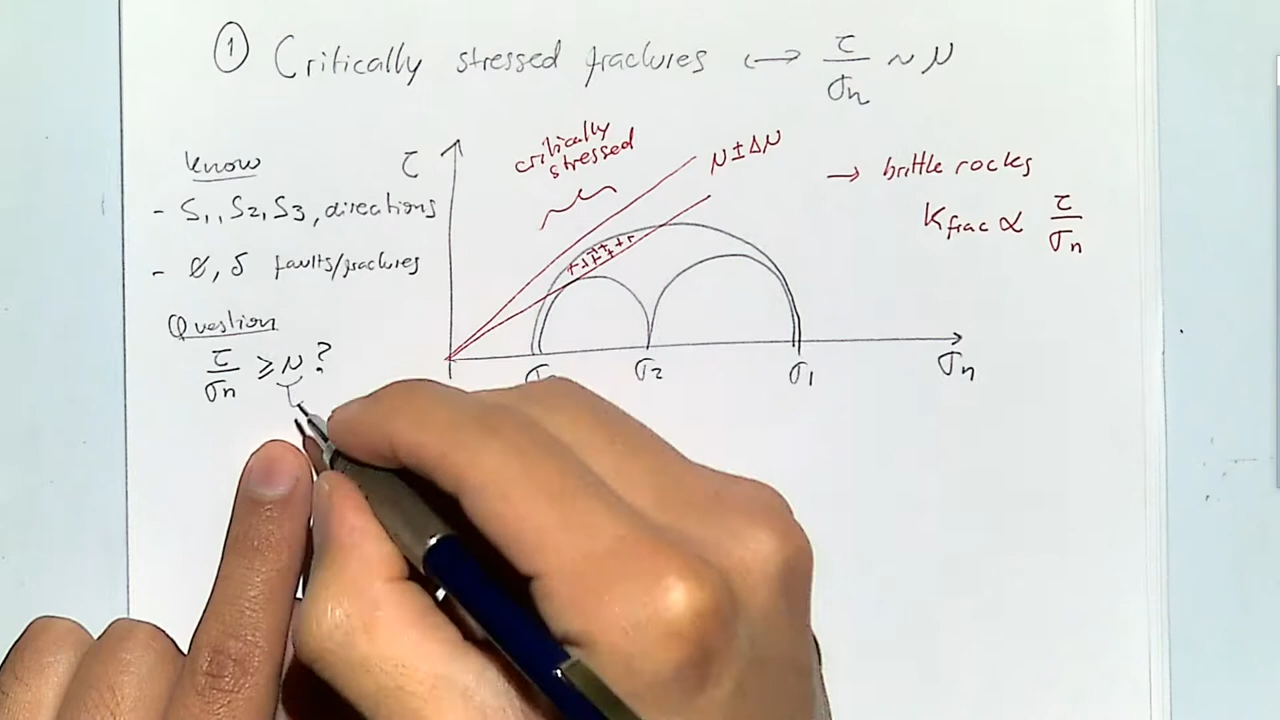 ① Critically stressed fractures ↔ τ/σn ~ μ
know
- S1, S2, S3, directions
- ø, δ faults/fractures
Question
τ/σn ≥ μ ?
τ
critically
stressed
μ ± Δμ
σ2
σ1
σn
→ brittle rocks
Kfrac ∝ τ/σn